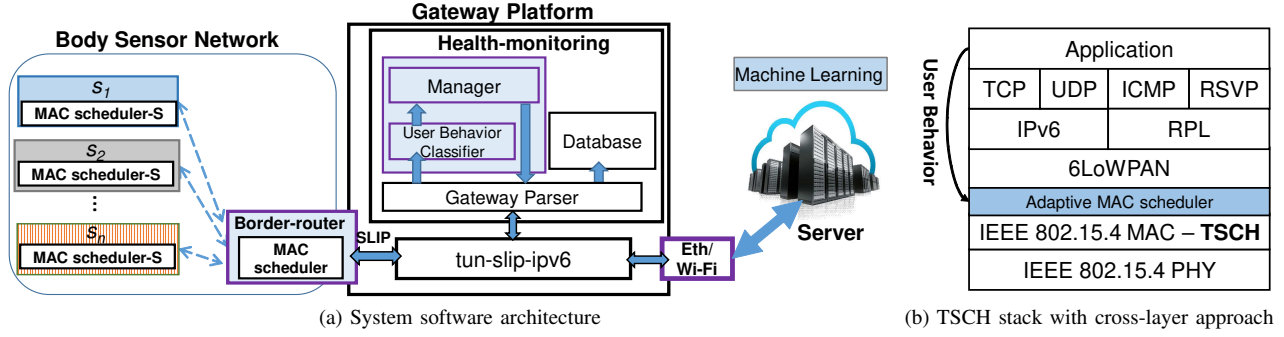 Gateway Platform
Body Sensor Network
Health-monitoring
s1
MAC scheduler-S
s2
MAC scheduler-S
⋮
sn
MAC scheduler-S
Border-router
MAC
scheduler
SLIP
Manager
User Behavior
Classifier
Database
Gateway Parser
tun-slip-ipv6
Eth/
Wi-Fi
Machine Learning
Server
(a) System software architecture
User Behavior
Application
TCP UDP ICMP RSVP
IPv6 RPL
6LoWPAN
Adaptive MAC scheduler
IEEE 802.15.4 MAC – TSCH
IEEE 802.15.4 PHY
(b) TSCH stack with cross-layer approach